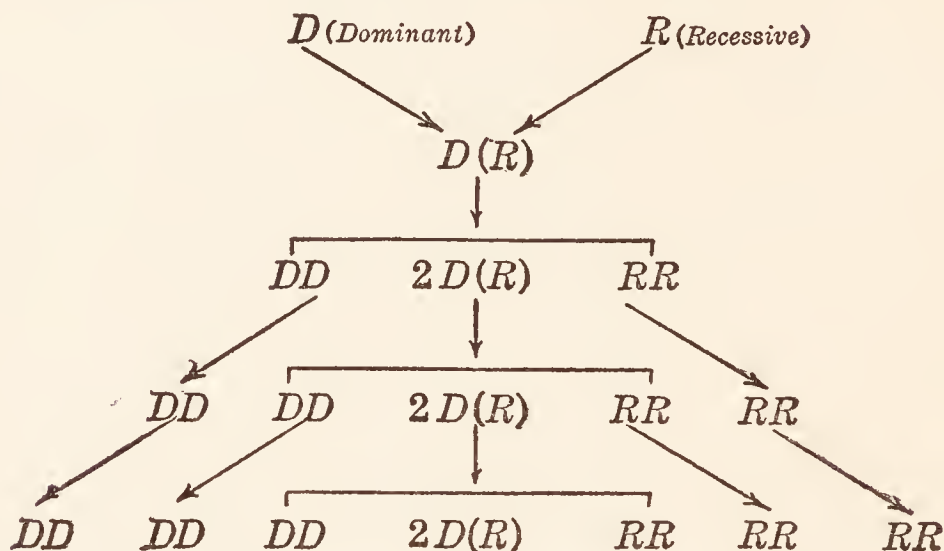 D (Dominant) R (Recessive)
D(R)
DD 2D(R) RR
DD DD 2D(R) RR RR
DD DD DD 2D(R) RR RR RR